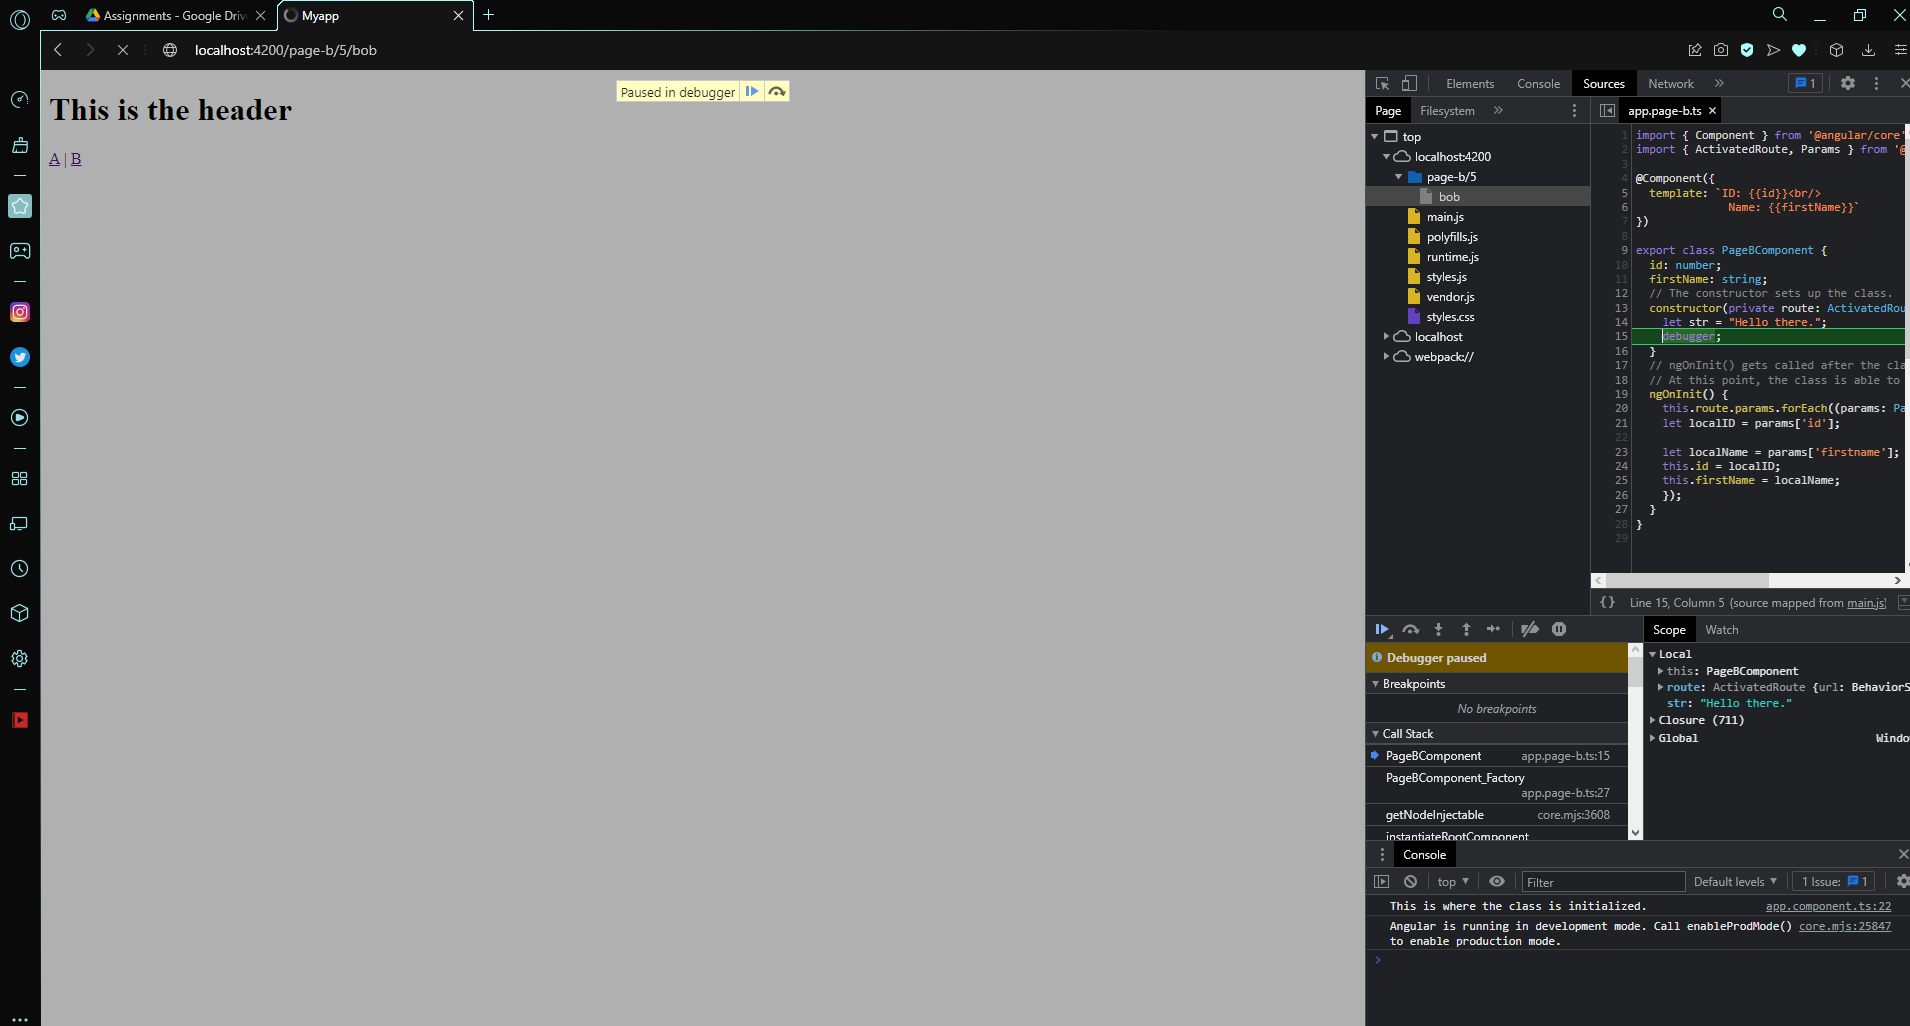 Assignments - Google Driv
Myapp
localhost:4200/page-b/5/bob
This is the header
A | B
Paused in debugger
Elements Console Sources Network » 1
Page Filesystem »
app.page-b.ts ×
top
localhost:4200
page-b/5
bob
main.js
polyfills.js
runtime.js
styles.js
vendor.js
styles.css
localhost
webpack://
1 import { Component } from '@angular/core'
2 import { ActivatedRoute, Params } from '@
3
4 @Component({
5 template: `ID: {{id}}<br/>
6 Name: {{firstName}}`
7 })
8
9 export class PageBComponent {
10 id: number;
11 firstName: string;
12 // The constructor sets up the class.
13 constructor(private route: ActivatedRou
14 let str = "Hello there.";
15 debugger;
16 }
17 // ngOnInit() gets called after the cla
18 // At this point, the class is able to
19 ngOnInit() {
20 this.route.params.forEach((params: Pa
21 let localID = params['id'];
22
23 let localName = params['firstname'];
24 this.id = localID;
25 this.firstName = localName;
26 });
27 }
28 }
29
{} Line 15, Column 5 (source mapped from main.js)
Debugger paused
Breakpoints
No breakpoints
Call Stack
PageBComponent app.page-b.ts:15
PageBComponent_Factory
app.page-b.ts:27
getNodeInjectable core.mjs:3608
instantiateRootComponent
Scope Watch
Local
this: PageBComponent
route: ActivatedRoute {url: BehaviorS
str: "Hello there."
Closure (711)
Global Windo
Console
top Filter Default levels 1 Issue: 1
This is where the class is initialized. app.component.ts:22
Angular is running in development mode. Call enableProdMode() core.mjs:25847
to enable production mode.